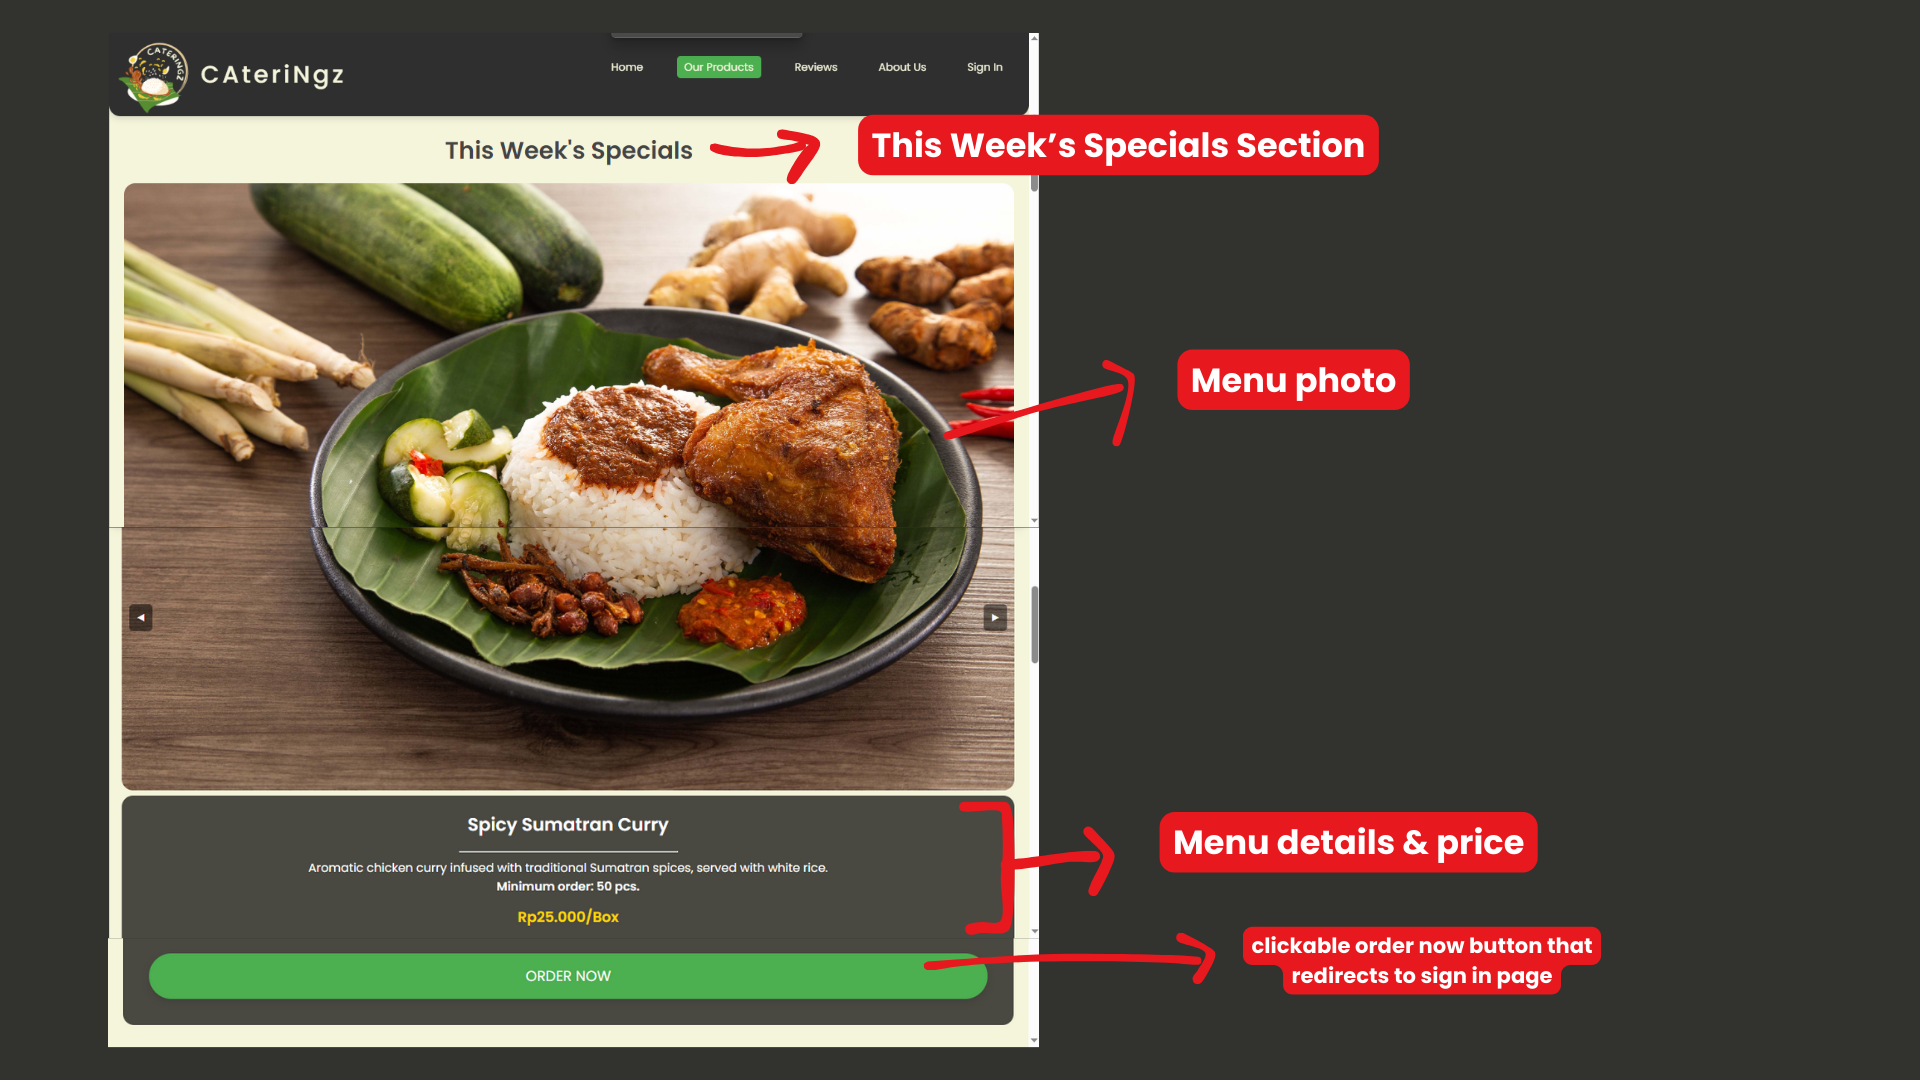 CATERINGZ
CAteriNgz
Home
Our Products
Reviews
About Us
Sign In
This Week's Specials
This Week’s Specials Section
Menu photo
Spicy Sumatran Curry
Aromatic chicken curry infused with traditional Sumatran spices, served with white rice.
Minimum order: 50 pcs.
Rp25.000/Box
Menu details & price
ORDER NOW
clickable order now button that
redirects to sign in page